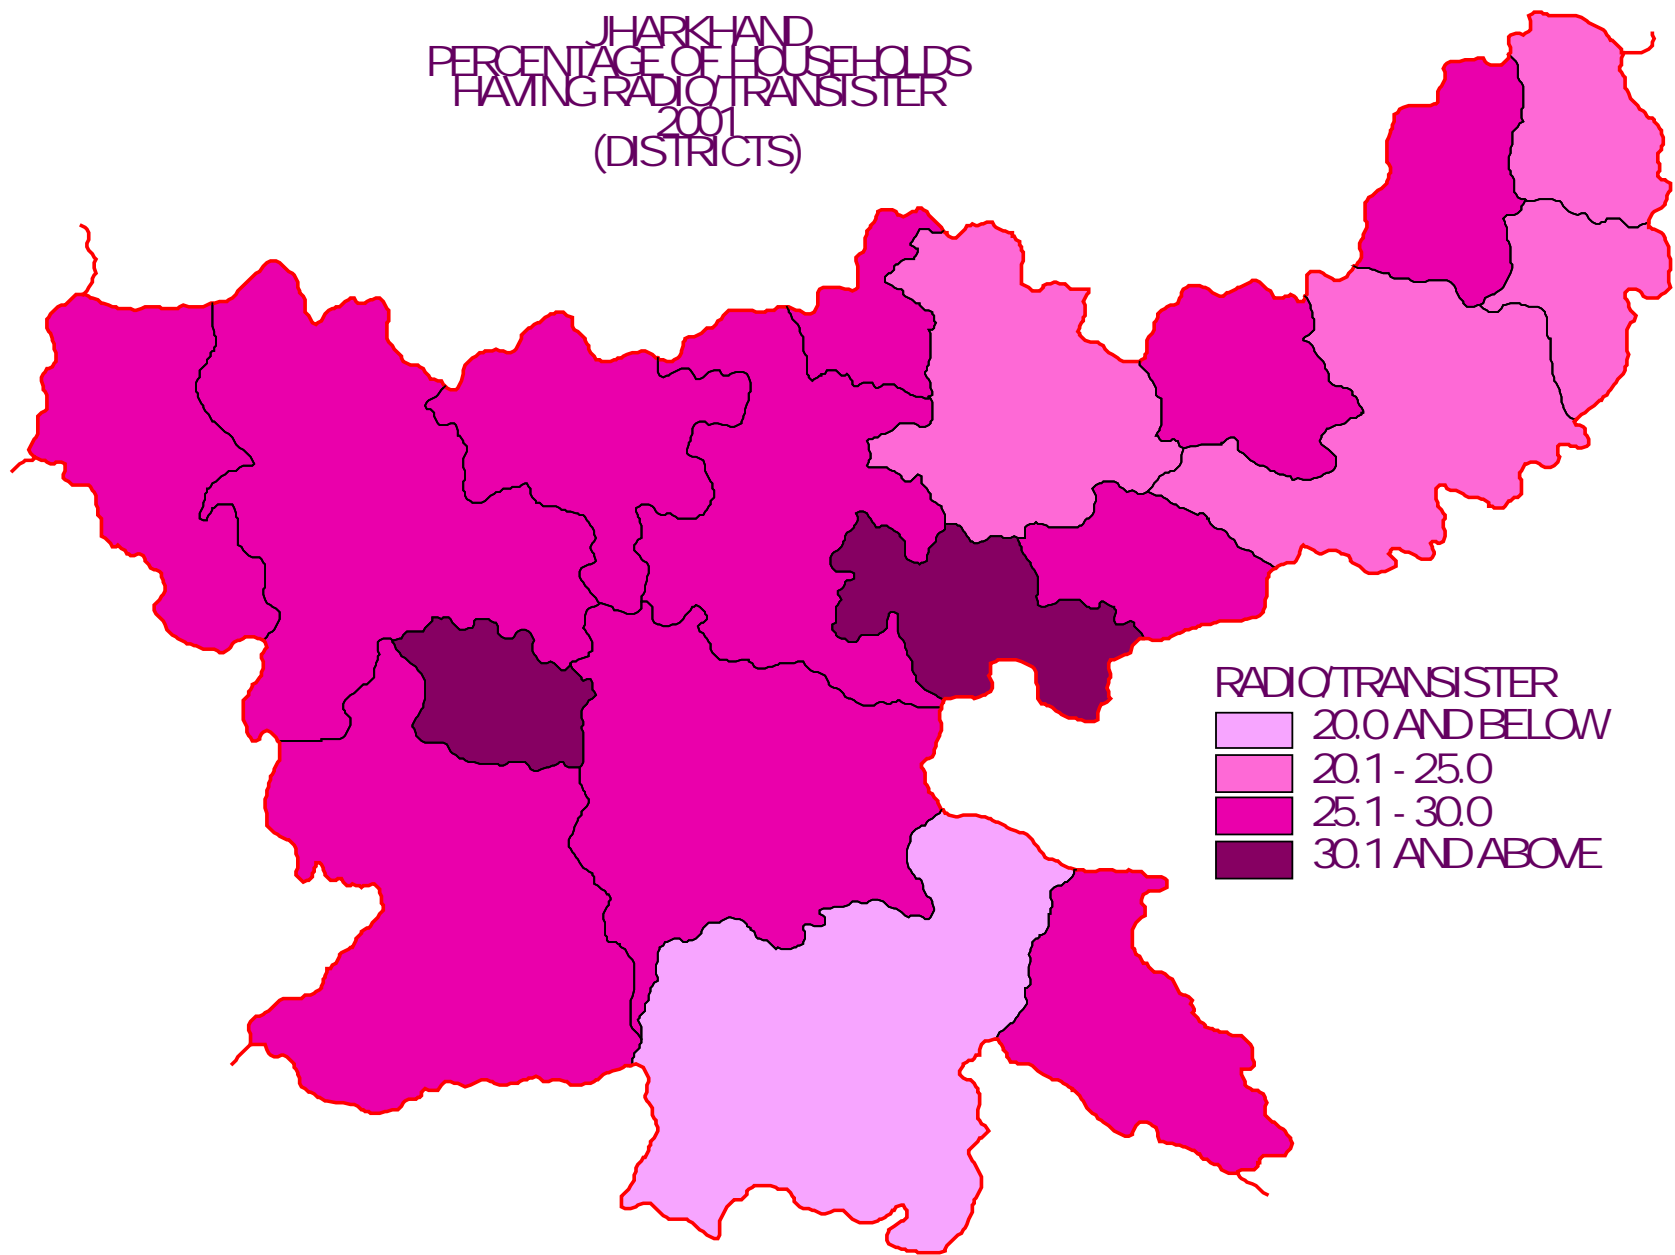 JHARKHAND
PERCENTAGE OF HOUSEHOLDS
HAVING RADIO/TRANSISTER
2001
(DISTRICTS)
RADIO/TRANSISTER
20.0 AND BELOW
20.1 - 25.0
25.1 - 30.0
30.1 AND ABOVE